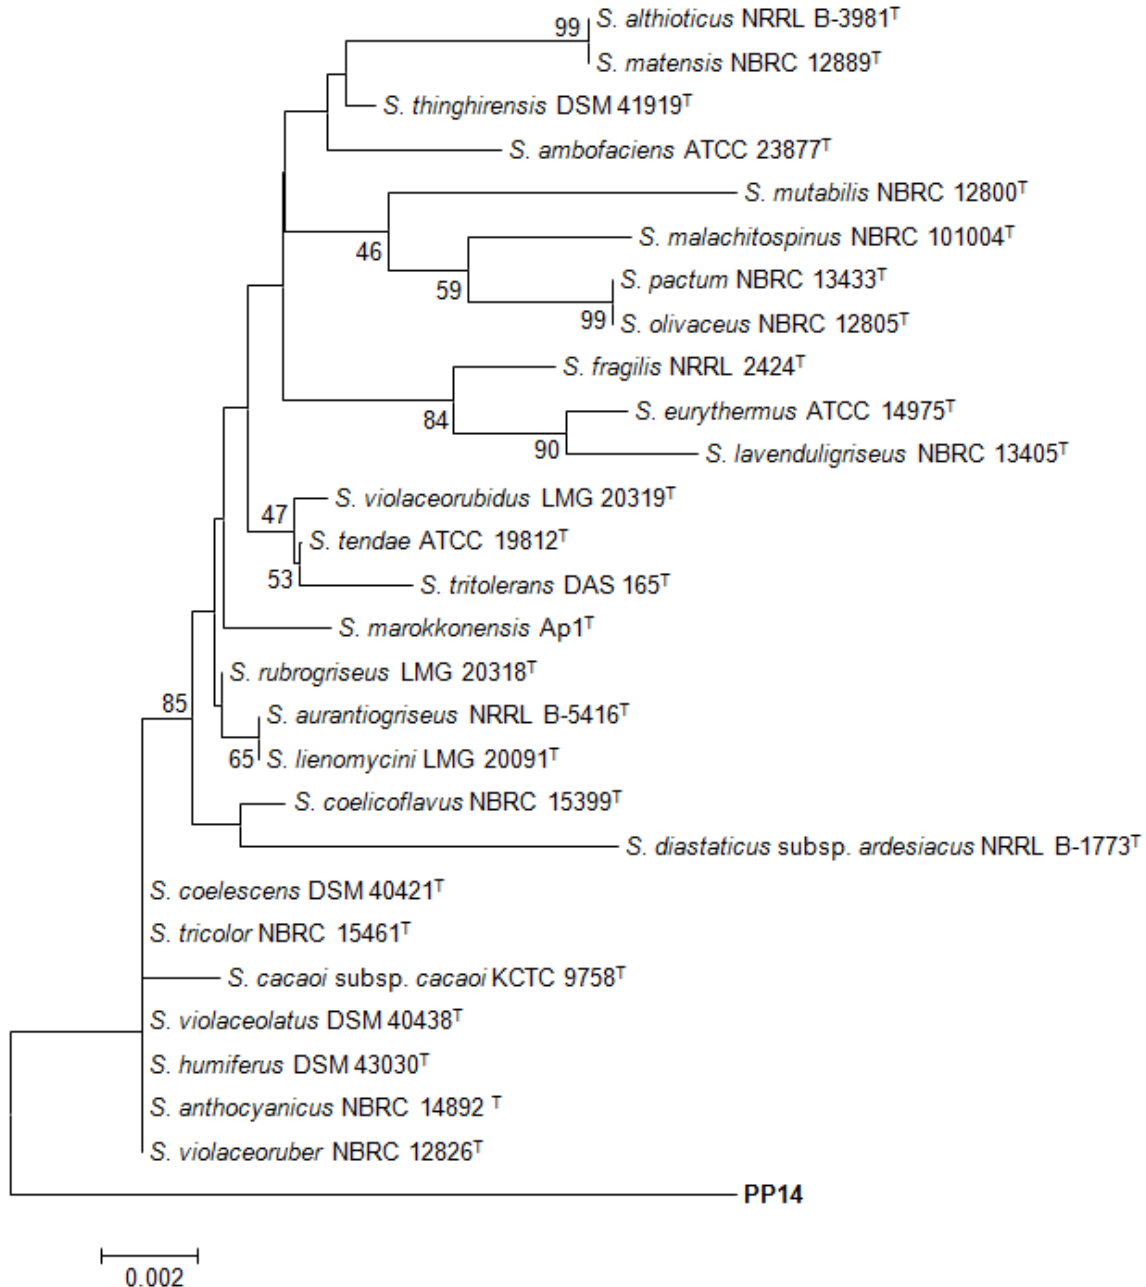 99
S. althioticus NRRL B-3981ᵀ
S. matensis NBRC 12889ᵀ
S. thinghirensis DSM 41919ᵀ
S. ambofaciens ATCC 23877ᵀ
S. mutabilis NBRC 12800ᵀ
46
S. malachitospinus NBRC 101004ᵀ
59
S. pactum NBRC 13433ᵀ
99
S. olivaceus NBRC 12805ᵀ
S. fragilis NRRL 2424ᵀ
84
S. eurythermus ATCC 14975ᵀ
90
S. lavenduligriseus NBRC 13405ᵀ
47
S. violaceorubidus LMG 20319ᵀ
S. tendae ATCC 19812ᵀ
53
S. tritolerans DAS 165ᵀ
S. marokkonensis Ap1ᵀ
S. rubrogriseus LMG 20318ᵀ
85
S. aurantiogriseus NRRL B-5416ᵀ
65
S. lienomycini LMG 20091ᵀ
S. coelicoflavus NBRC 15399ᵀ
S. diastaticus subsp. ardesiacus NRRL B-1773ᵀ
S. coelescens DSM 40421ᵀ
S. tricolor NBRC 15461ᵀ
S. cacaoi subsp. cacaoi KCTC 9758ᵀ
S. violaceolatus DSM 40438ᵀ
S. humiferus DSM 43030ᵀ
S. anthocyanicus NBRC 14892 ᵀ
S. violaceoruber NBRC 12826ᵀ
PP14
0.002